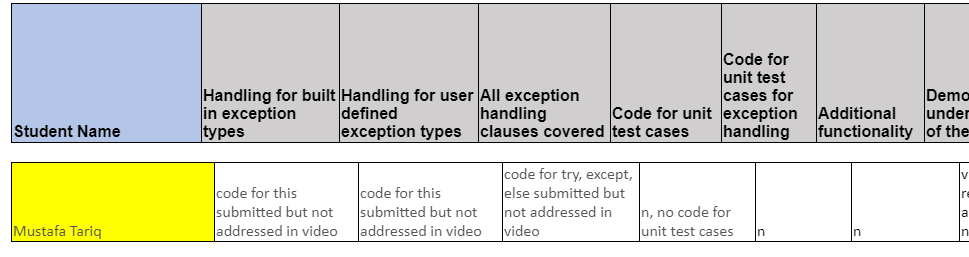 Student Name
Handling for built
in exception
types
Handling for user
defined
exception types
All exception
handling
clauses covered
Code for unit
test cases
Code for
unit test
cases for
exception
handling
Additional
functionality
Mustafa Tariq
code for this
submitted but not
addressed in video
code for this
submitted but not
addressed in video
code for try, except,
else submitted but
not addressed in
video
n, no code for
unit test cases
n
n